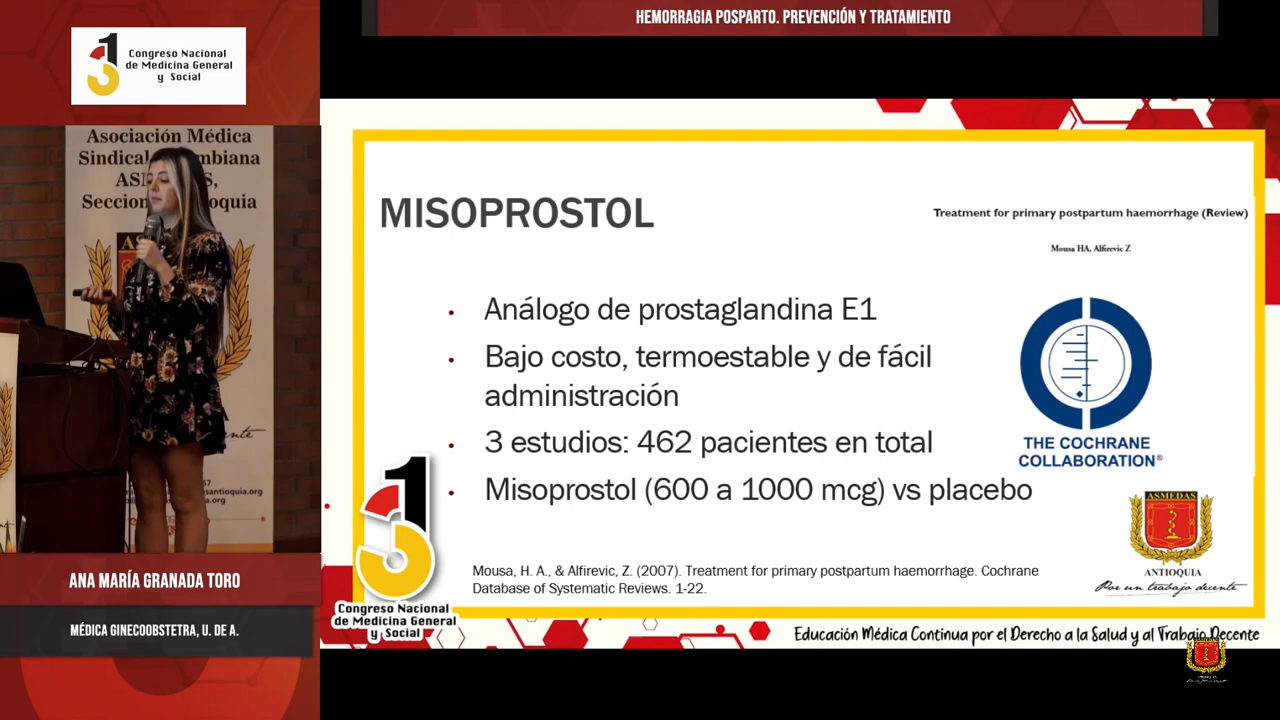 HEMORRAGIA POSPARTO. PREVENCIÓN Y TRATAMIENTO
13
Congreso Nacional
de Medicina General
y Social
Asociación Médica
Sindical
ASMEDAS,
Antioquia
ANA MARÍA GRANADA TORO
MÉDICA GINECOOBSTETRA, U. DE A.
MISOPROSTOL
Treatment for primary postpartum haemorrhage (Review)
Mousa HA, Alfirevic Z
• Análogo de prostaglandina E1
• Bajo costo, termoestable y de fácil
administración
• 3 estudios: 462 pacientes en total
• Misoprostol (600 a 1000 mcg) vs placebo
THE COCHRANE
COLLABORATION®
ASMEDAS
ANTIOQUIA
Por un trabajo decente
Mousa, H. A., & Alfirevic, Z. (2007). Treatment for primary postpartum haemorrhage. Cochrane
Database of Systematic Reviews. 1-22.
13
Congreso Nacional
de Medicina General
y Social
Educación Médica Continua por el Derecho a la Salud y al Trabajo Decente